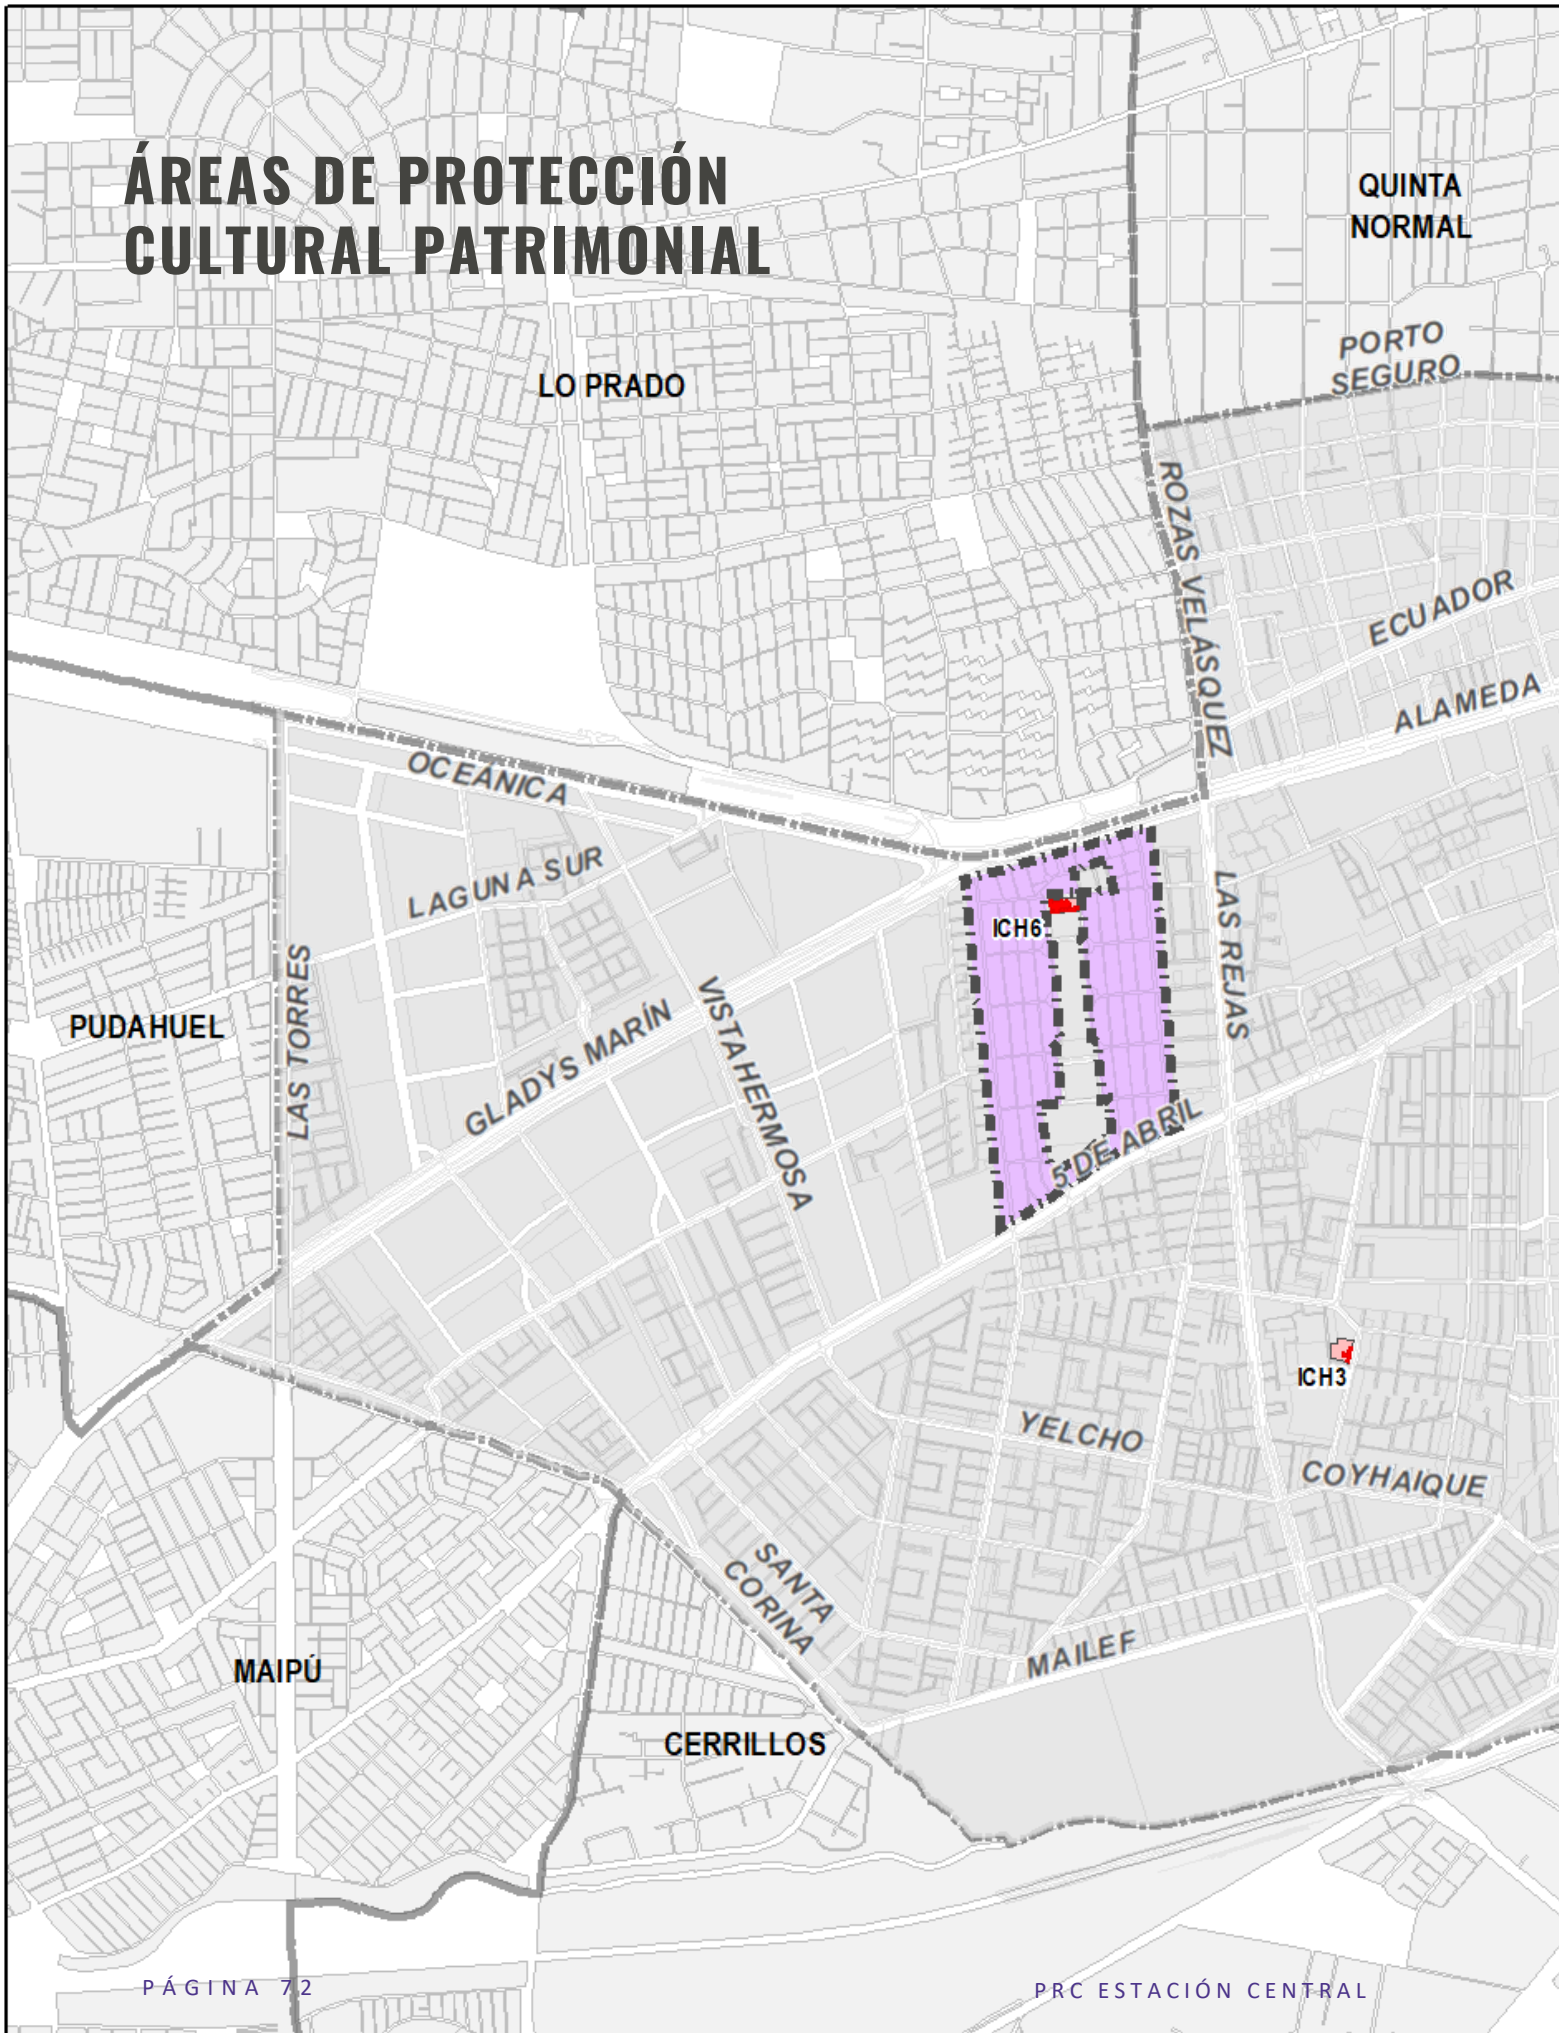 ÁREAS DE PROTECCIÓN
CULTURAL PATRIMONIAL
QUINTA
NORMAL
PORTO
SEGURO
LO PRADO
ROZAS VELÁSQUEZ
ECUADOR
ALAMEDA
OCEÁNICA
LAGUNA SUR
LAS REJAS
ICH6
LAS TORRES
PUDAHUEL
VISTA HERMOSA
GLADYS MARÍN
5 DE ABRIL
ICH3
YELCHO
COYHAIQUE
SANTA
CORINA
MAILEF
MAIPÚ
CERRILLOS
PÁGINA 72
PRC ESTACIÓN CENTRAL